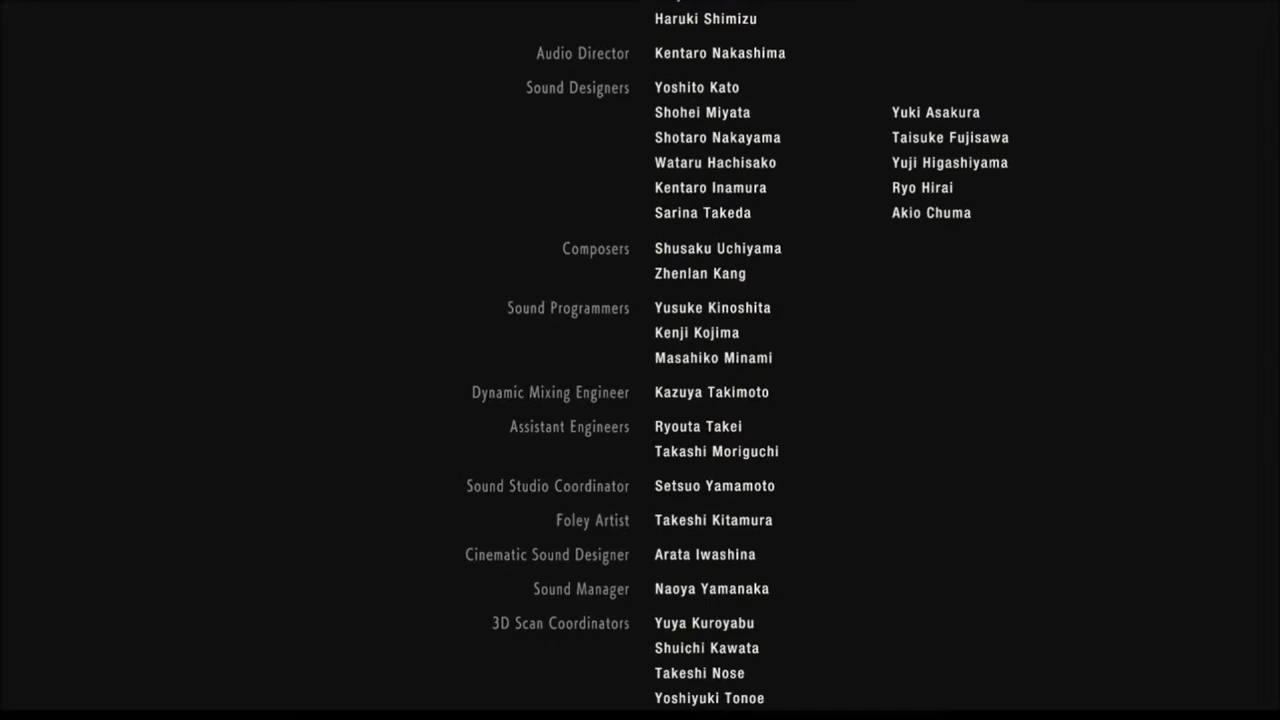 Haruki Shimizu
Audio Director Kentaro Nakashima
Sound Designers Yoshito Kato
Shohei Miyata Yuki Asakura
Shotaro Nakayama Taisuke Fujisawa
Wataru Hachisako Yuji Higashiyama
Kentaro Inamura Ryo Hirai
Sarina Takeda Akio Chuma
Composers Shusaku Uchiyama
Zhenlan Kang
Sound Programmers Yusuke Kinoshita
Kenji Kojima
Masahiko Minami
Dynamic Mixing Engineer Kazuya Takimoto
Assistant Engineers Ryouta Takei
Takashi Moriguchi
Sound Studio Coordinator Setsuo Yamamoto
Foley Artist Takeshi Kitamura
Cinematic Sound Designer Arata Iwashina
Sound Manager Naoya Yamanaka
3D Scan Coordinators Yuya Kuroyabu
Shuichi Kawata
Takeshi Nose
Yoshiyuki Tonoe